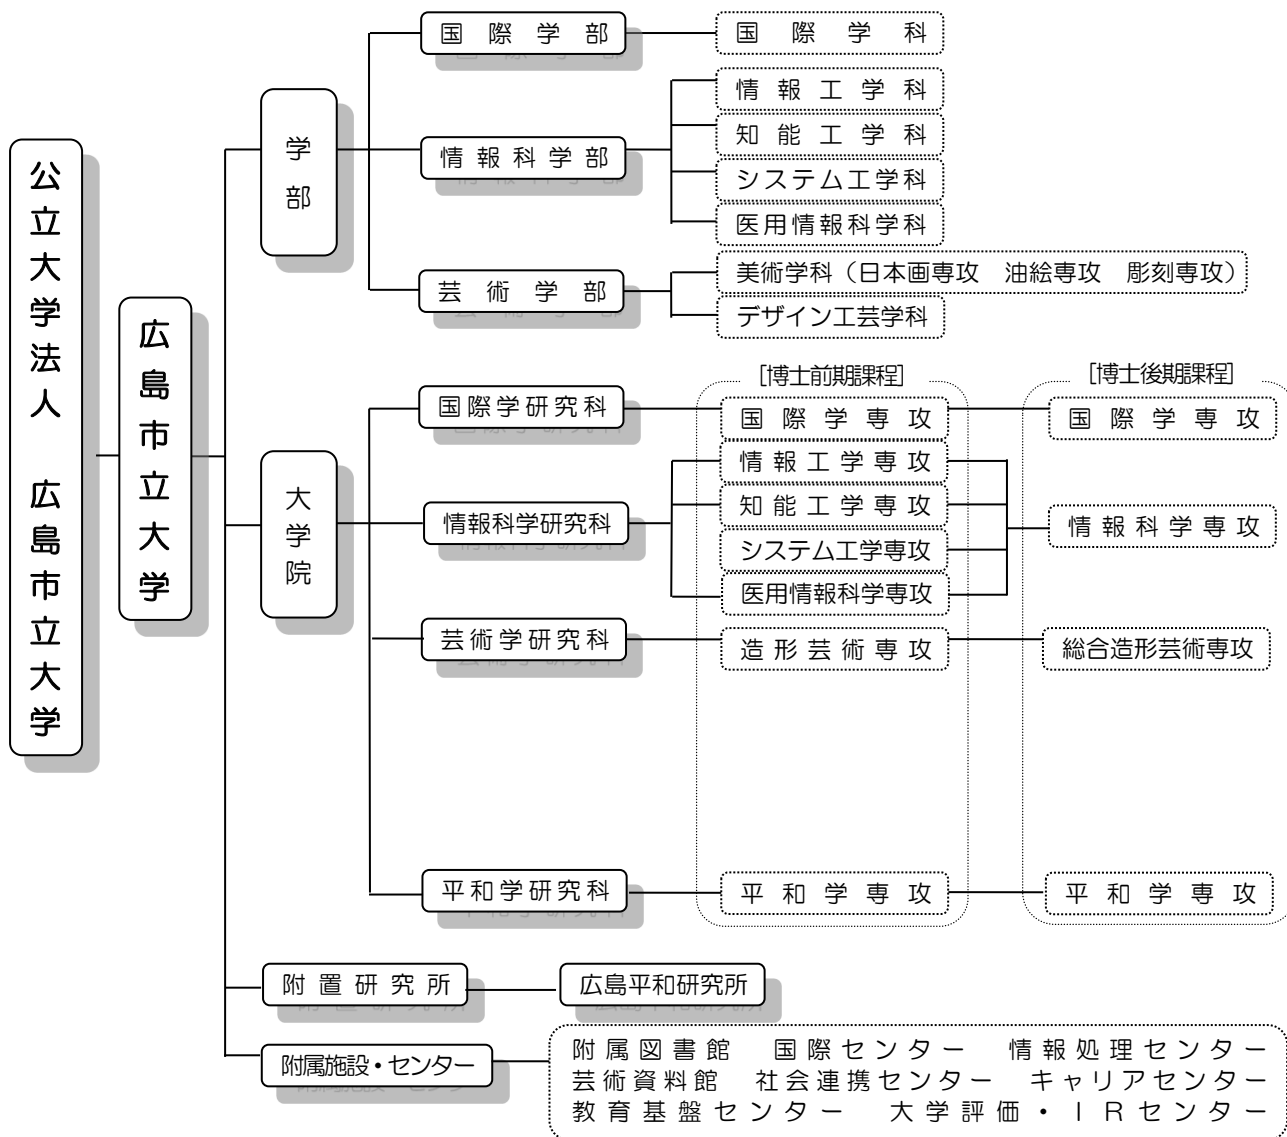 公立大学法人 広島市立大学
広島市立大学
学部
国際学部
国際学科
情報科学部
情報工学科
知能工学科
システム工学科
医用情報科学科
芸術学部
美術学科（日本画専攻 油絵専攻 彫刻専攻）
デザイン工芸学科
大学院
[博士前期課程]
[博士後期課程]
国際学研究科
国際学専攻
国際学専攻
情報科学研究科
情報工学専攻
知能工学専攻
システム工学専攻
医用情報科学専攻
情報科学専攻
芸術学研究科
造形芸術専攻
総合造形芸術専攻
平和学研究科
平和学専攻
平和学専攻
附置研究所
広島平和研究所
附属施設・センター
附属図書館 国際センター 情報処理センター
芸術資料館 社会連携センター キャリアセンター
教育基盤センター 大学評価・ＩＲセンター